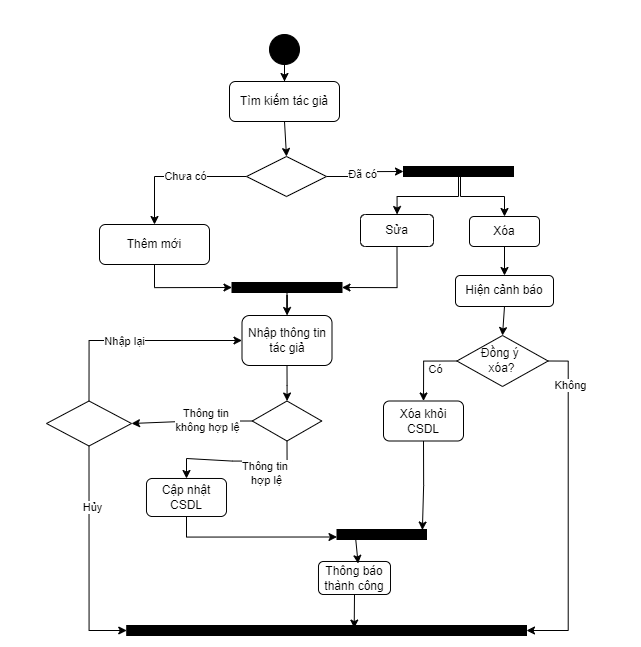 Tìm kiếm tác giả
Chưa có
Đã có
Thêm mới
Sửa
Xóa
Hiện cảnh báo
Nhập thông tin
tác giả
Nhập lại
Đồng ý
xóa?
Có
Không
Thông tin
không hợp lệ
Xóa khỏi
CSDL
Thông tin
hợp lệ
Cập nhật
CSDL
Hủy
Thông báo
thành công